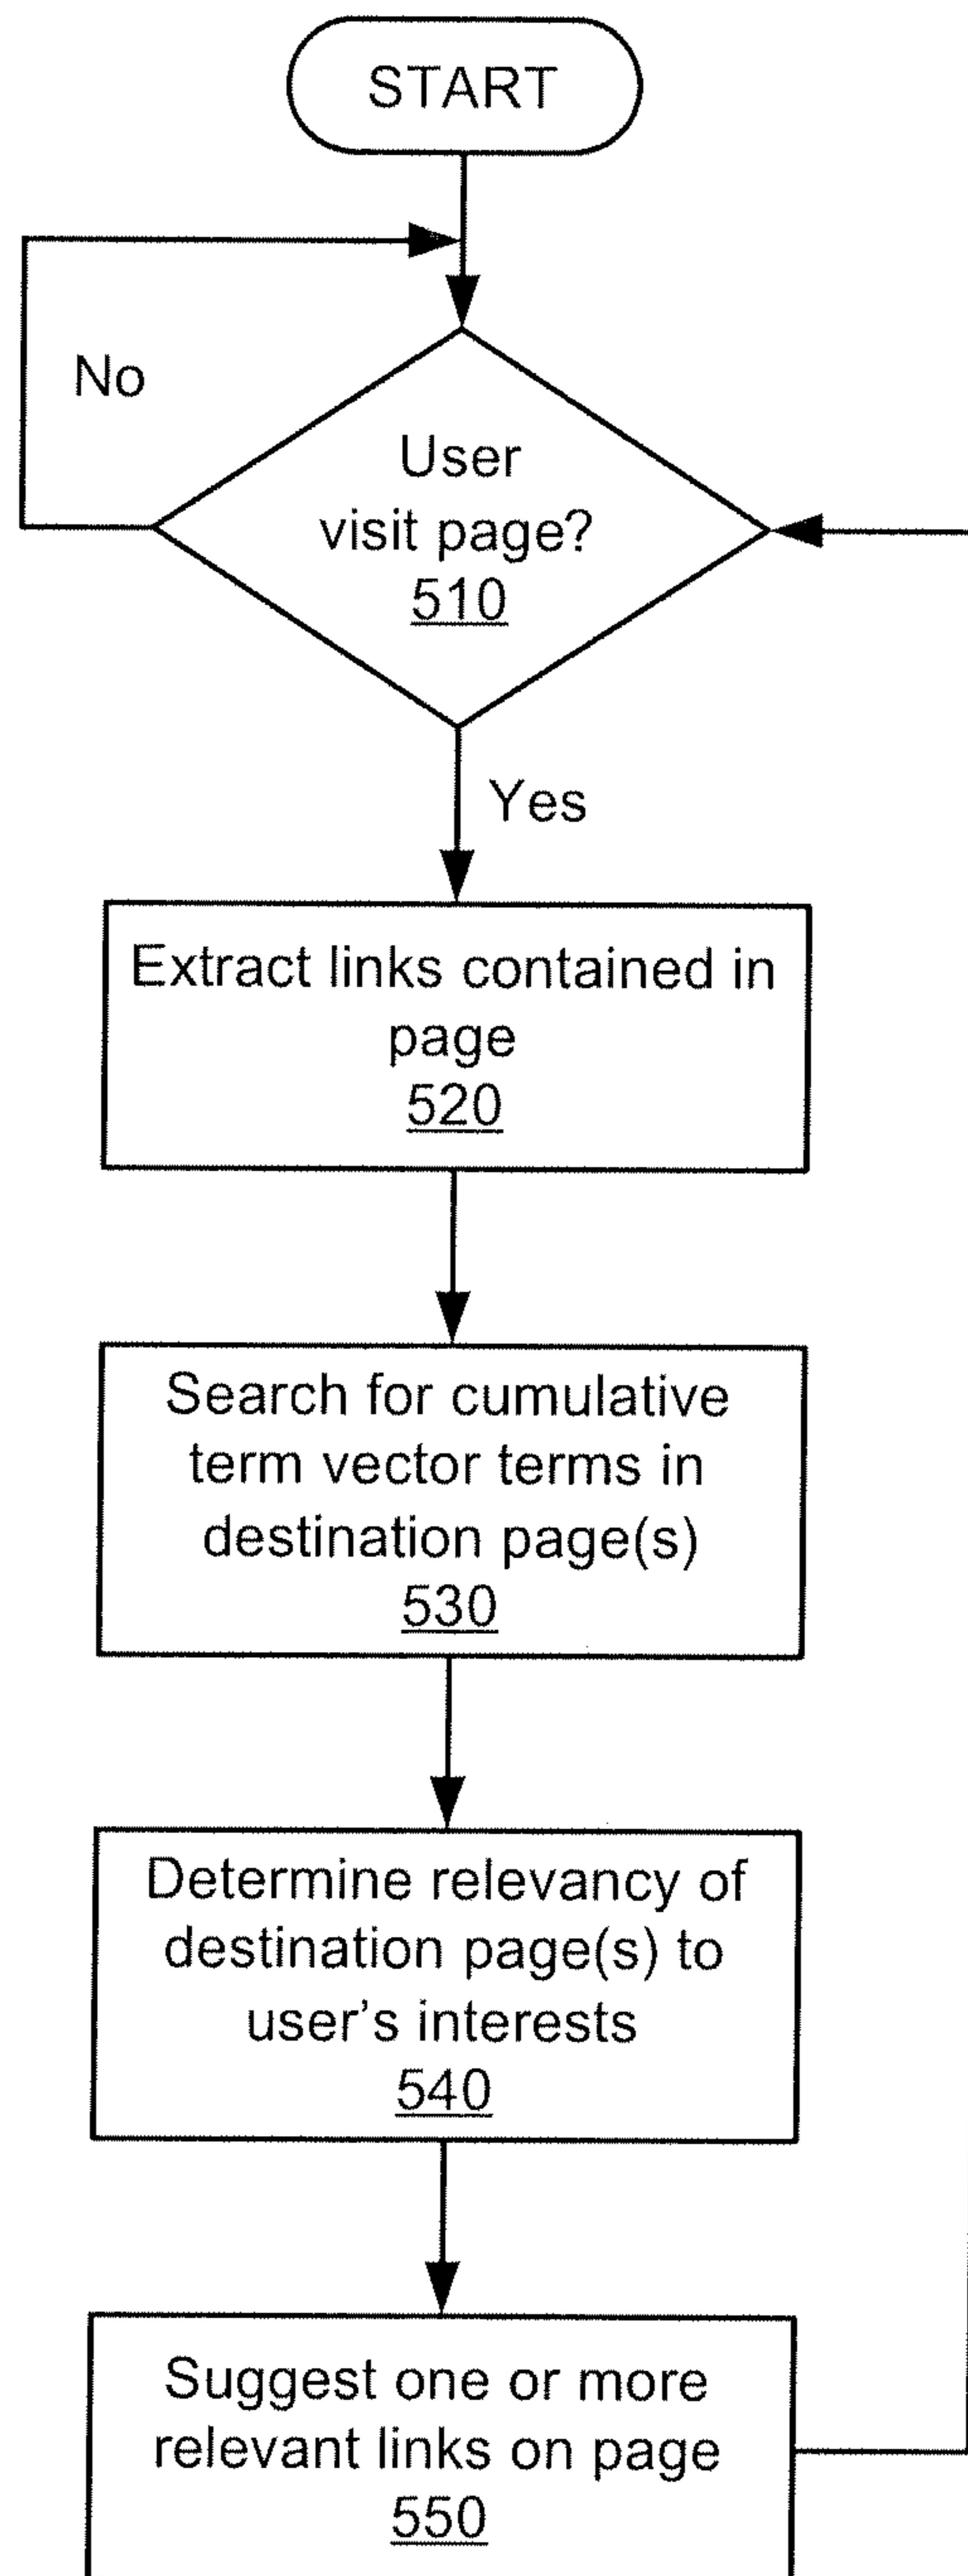 START
No
User
visit page?
510
Yes
Extract links contained in
page
520
Search for cumulative
term vector terms in
destination page(s)
530
Determine relevancy of
destination page(s) to
user's interests
540
Suggest one or more
relevant links on page
550